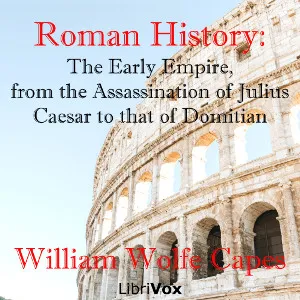 Roman History:
The Early Empire,
from the Assassination of Julius
Caesar to that of Domitian
William Wolfe Capes
LibriVox